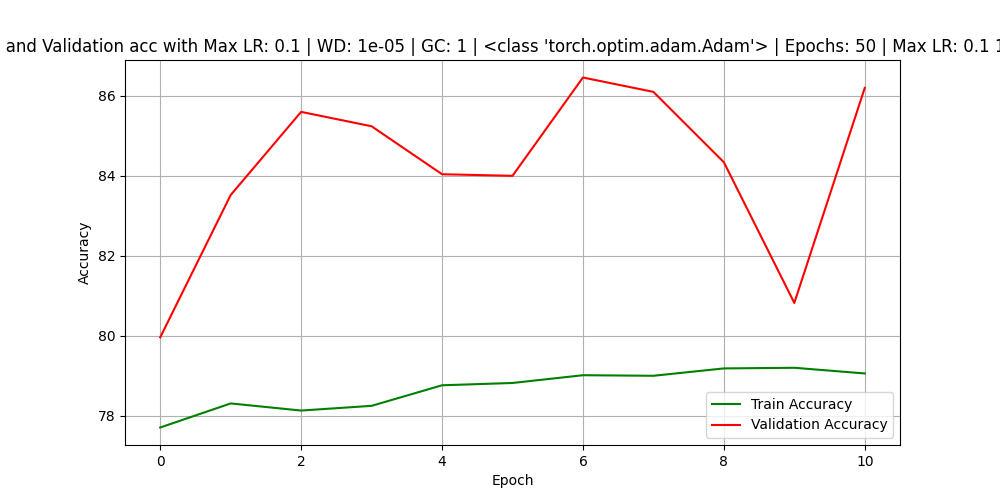 and Validation acc with Max LR: 0.1 | WD: 1e-05 | GC: 1 | <class 'torch.optim.adam.Adam'> | Epochs: 50 | Max LR: 0.1 1
86
84
82
80
78
Accuracy
Train Accuracy
Validation Accuracy
0 2 4 6 8 10
Epoch